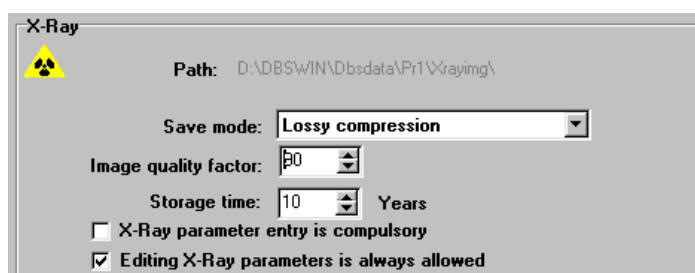 X-Ray
Path: D:\DBSWIN\Dbsdata\Pr1\Xrayimg\
Save mode: Lossy compression
Image quality factor: 90
Storage time: 10 Years
X-Ray parameter entry is compulsory
Editing X-Ray parameters is always allowed